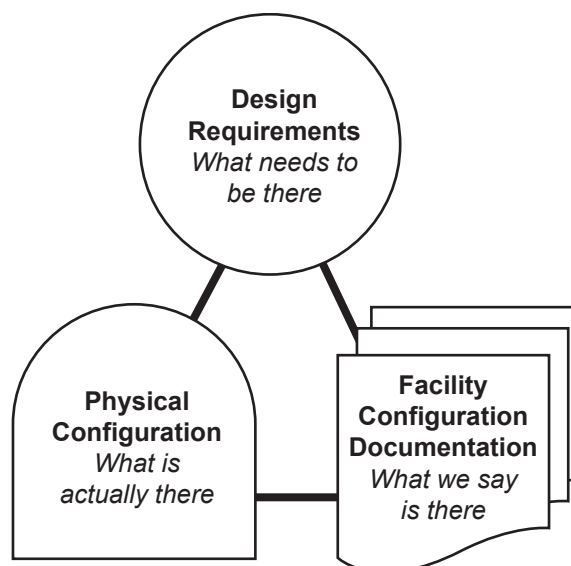 Design
Requirements
What needs to
be there
Physical
Configuration
What is
actually there
Facility
Configuration
Documentation
What we say
is there